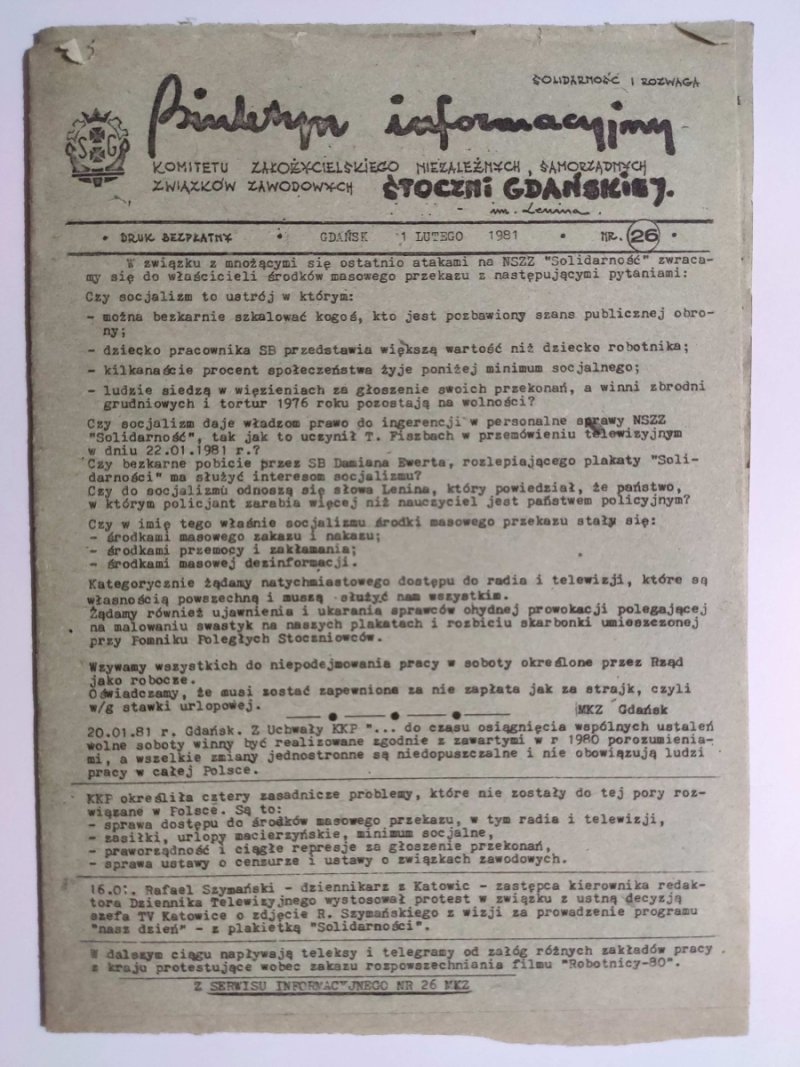 SOLIDARNOŚĆ I ROZWAGA
Biuletyn informacyjny
SG
KOMITETU ZAŁOŻYCIELSKIEGO NIEZALEŻNYCH, SAMORZĄDNYCH
ZWIĄZKÓW ZAWODOWYCH STOCZNI GDAŃSKIEJ.
im. Lenina.
• DRUK BEZPŁATNY • GDAŃSK 1 LUTEGO 1981 • NR. 26 •
W związku z mnożącymi się ostatnio atakami na NSZZ "Solidarność" zwraca-
my się do właścicieli środków masowego przekazu z następującymi pytaniami:
Czy socjalizm to ustrój w którym:
- można bezkarnie szkalować kogoś, kto jest pozbawiony szans publicznej obro-
ny;
- dziecko pracownika SB przedstawia większą wartość niż dziecko robotnika;
- kilkanaście procent społeczeństwa żyje poniżej minimum socjalnego;
- ludzie siedzą w więzieniach za głoszenie swoich przekonań, a winni zbrodni
grudniowych i tortur 1976 roku pozostają na wolności?
Czy socjalizm daje władzom prawo do ingerencji w personalne sprawy NSZZ
"Solidarność", tak jak to uczynił T. Fiszbach w przemówieniu telewizyjnym
w dniu 22.01.1981 r.?
Czy bezkarne pobicie przez SB Damiana Ewerta, rozlepiającego plakaty "Soli-
darności" ma służyć interesom socjalizmu?
Czy do socjalizmu odnoszą się słowa Lenina, który powiedział, że państwo,
w którym policjant zarabia więcej niż nauczyciel jest państwem policyjnym?
Czy w imię tego właśnie socjalizmu środki masowego przekazu stały się:
- środkami masowego zakazu i nakazu;
- środkami przemocy i zakłamania;
- środkami masowej dezinformacji.
Kategorycznie żądamy natychmiastowego dostępu do radia i telewizji, które są
własnością powszechną i muszą służyć nam wszystkim.
Żądamy również ujawnienia i ukarania sprawców ohydnej prowokacji polegającej
na malowaniu swastyk na naszych plakatach i rozbiciu skarbonki umieszczonej
przy Pomniku Poległych Stoczniowców.
Wzywamy wszystkich do niepodejmowania pracy w soboty określone przez Rząd
jako robocze.
Oświadczamy, że musi zostać zapewnione za nie zapłata jak za strajk, czyli
w/g stawki urlopowej.
MKZ Gdańsk
20.01.81 r. Gdańsk. Z Uchwały KKP "... do czasu osiągnięcia wspólnych ustaleń
wolne soboty winny być realizowane zgodnie z zawartymi w r 1980 porozumienia-
mi, a wszelkie zmiany jednostronne są niedopuszczalne i nie obowiązują ludzi
pracy w całej Polsce.
KKP określiła cztery zasadnicze problemy, które nie zostały do tej pory roz-
wiązane w Polsce. Są to:
- sprawa dostępu do środków masowego przekazu, w tym radia i telewizji,
- zasiłki, urlopy macierzyńskie, minimum socjalne,
- praworządność i ciągłe represje za głoszenie przekonań,
- sprawa ustawy o cenzurze i ustawy o związkach zawodowych.
Rafael Szymański - dziennikarz z Katowic - zastępca kierownika redak-
tora Dziennika Telewizyjnego wystosował protest w związku z ustną decyzją
szefa TV Katowice o zdjęcie R. Szymańskiego z wizji za prowadzenie programu
"nasz dzień" - z plakietką "Solidarności".
W dalszym ciągu napływają teleksy i telegramy od załóg różnych zakładów pracy
z kraju protestujące wobec zakazu rozpowszechniania filmu "Robotnicy-80".
Z SERWISU INFORMACYJNEGO NR 26 MKZ